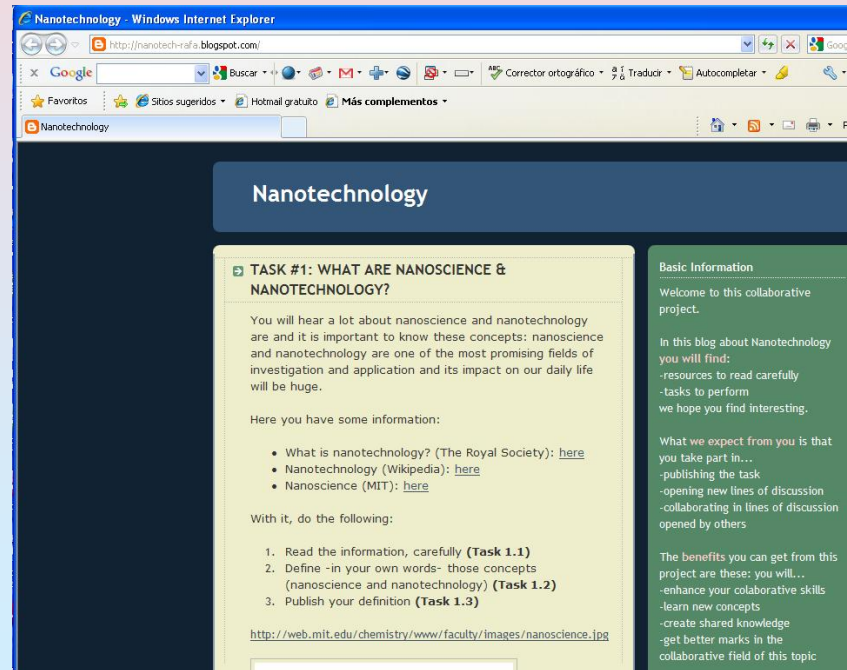 Nanotechnology - Windows Internet Explorer
http://nanotech-rafa.blogspot.com/
Goog
x Google Buscar Corrector ortográfico Traducir Autocompletar
Favoritos Sitios sugeridos Hotmail gratuito Más complementos
Nanotechnology
Nanotechnology
TASK #1: WHAT ARE NANOSCIENCE &
NANOTECHNOLOGY?
You will hear a lot about nanoscience and nanotechnology
are and it is important to know these concepts: nanoscience
and nanotechnology are one of the most promising fields of
investigation and application and its impact on our daily life
will be huge.
Here you have some information:
• What is nanotechnology? (The Royal Society): here
• Nanotechnology (Wikipedia): here
• Nanoscience (MIT): here
With it, do the following:
1. Read the information, carefully (Task 1.1)
2. Define -in your own words- those concepts
(nanoscience and nanotechnology) (Task 1.2)
3. Publish your definition (Task 1.3)
http://web.mit.edu/chemistry/www/faculty/images/nanoscience.jpg
Basic Information
Welcome to this collaborative
project.
In this blog about Nanotechnology
you will find:
-resources to read carefully
-tasks to perform
we hope you find interesting.
What we expect from you is that
you take part in...
-publishing the task
-opening new lines of discussion
-collaborating in lines of discussion
opened by others
The benefits you can get from this
project are these: you will...
-enhance your colaborative skills
-learn new concepts
-create shared knowledge
-get better marks in the
collaborative field of this topic